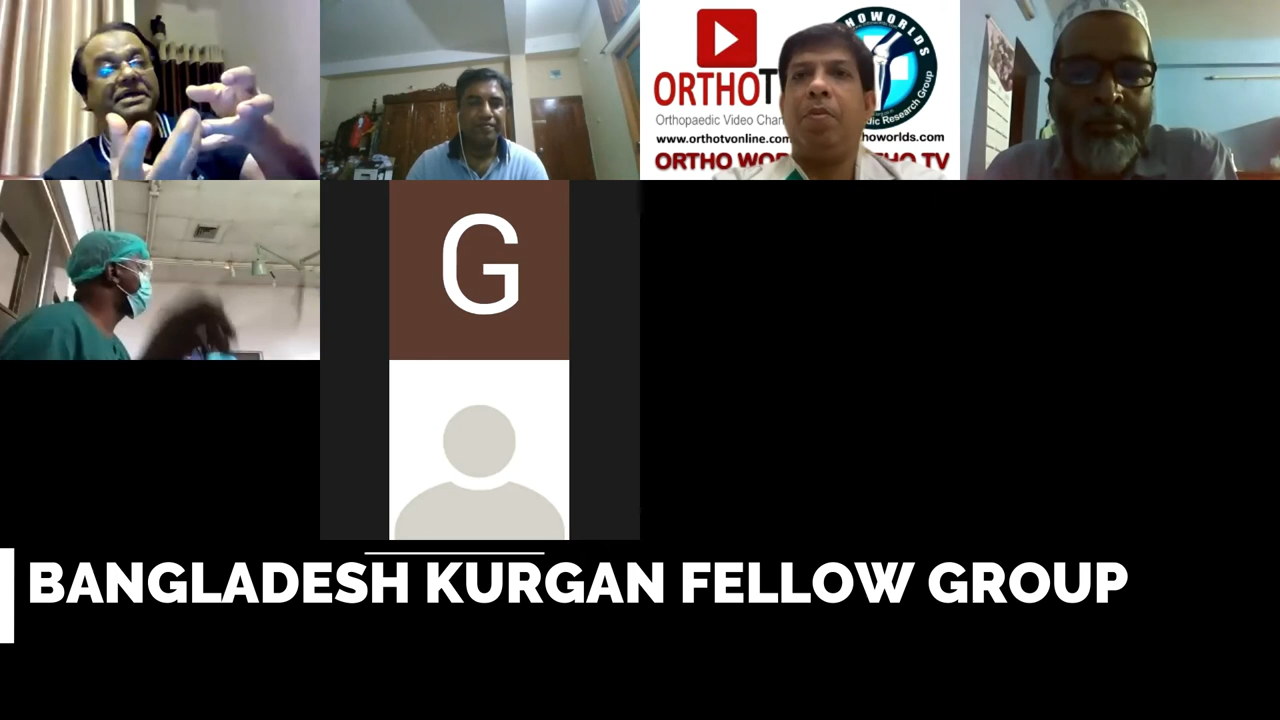 ORTHOT
Orthopaedic Video Chan
www.orthotvonline.com
HOWORLDS
dic Research Group
howorlds.com
ORTHO WOR
THO TV
G
BANGLADESH KURGAN FELLOW GROUP